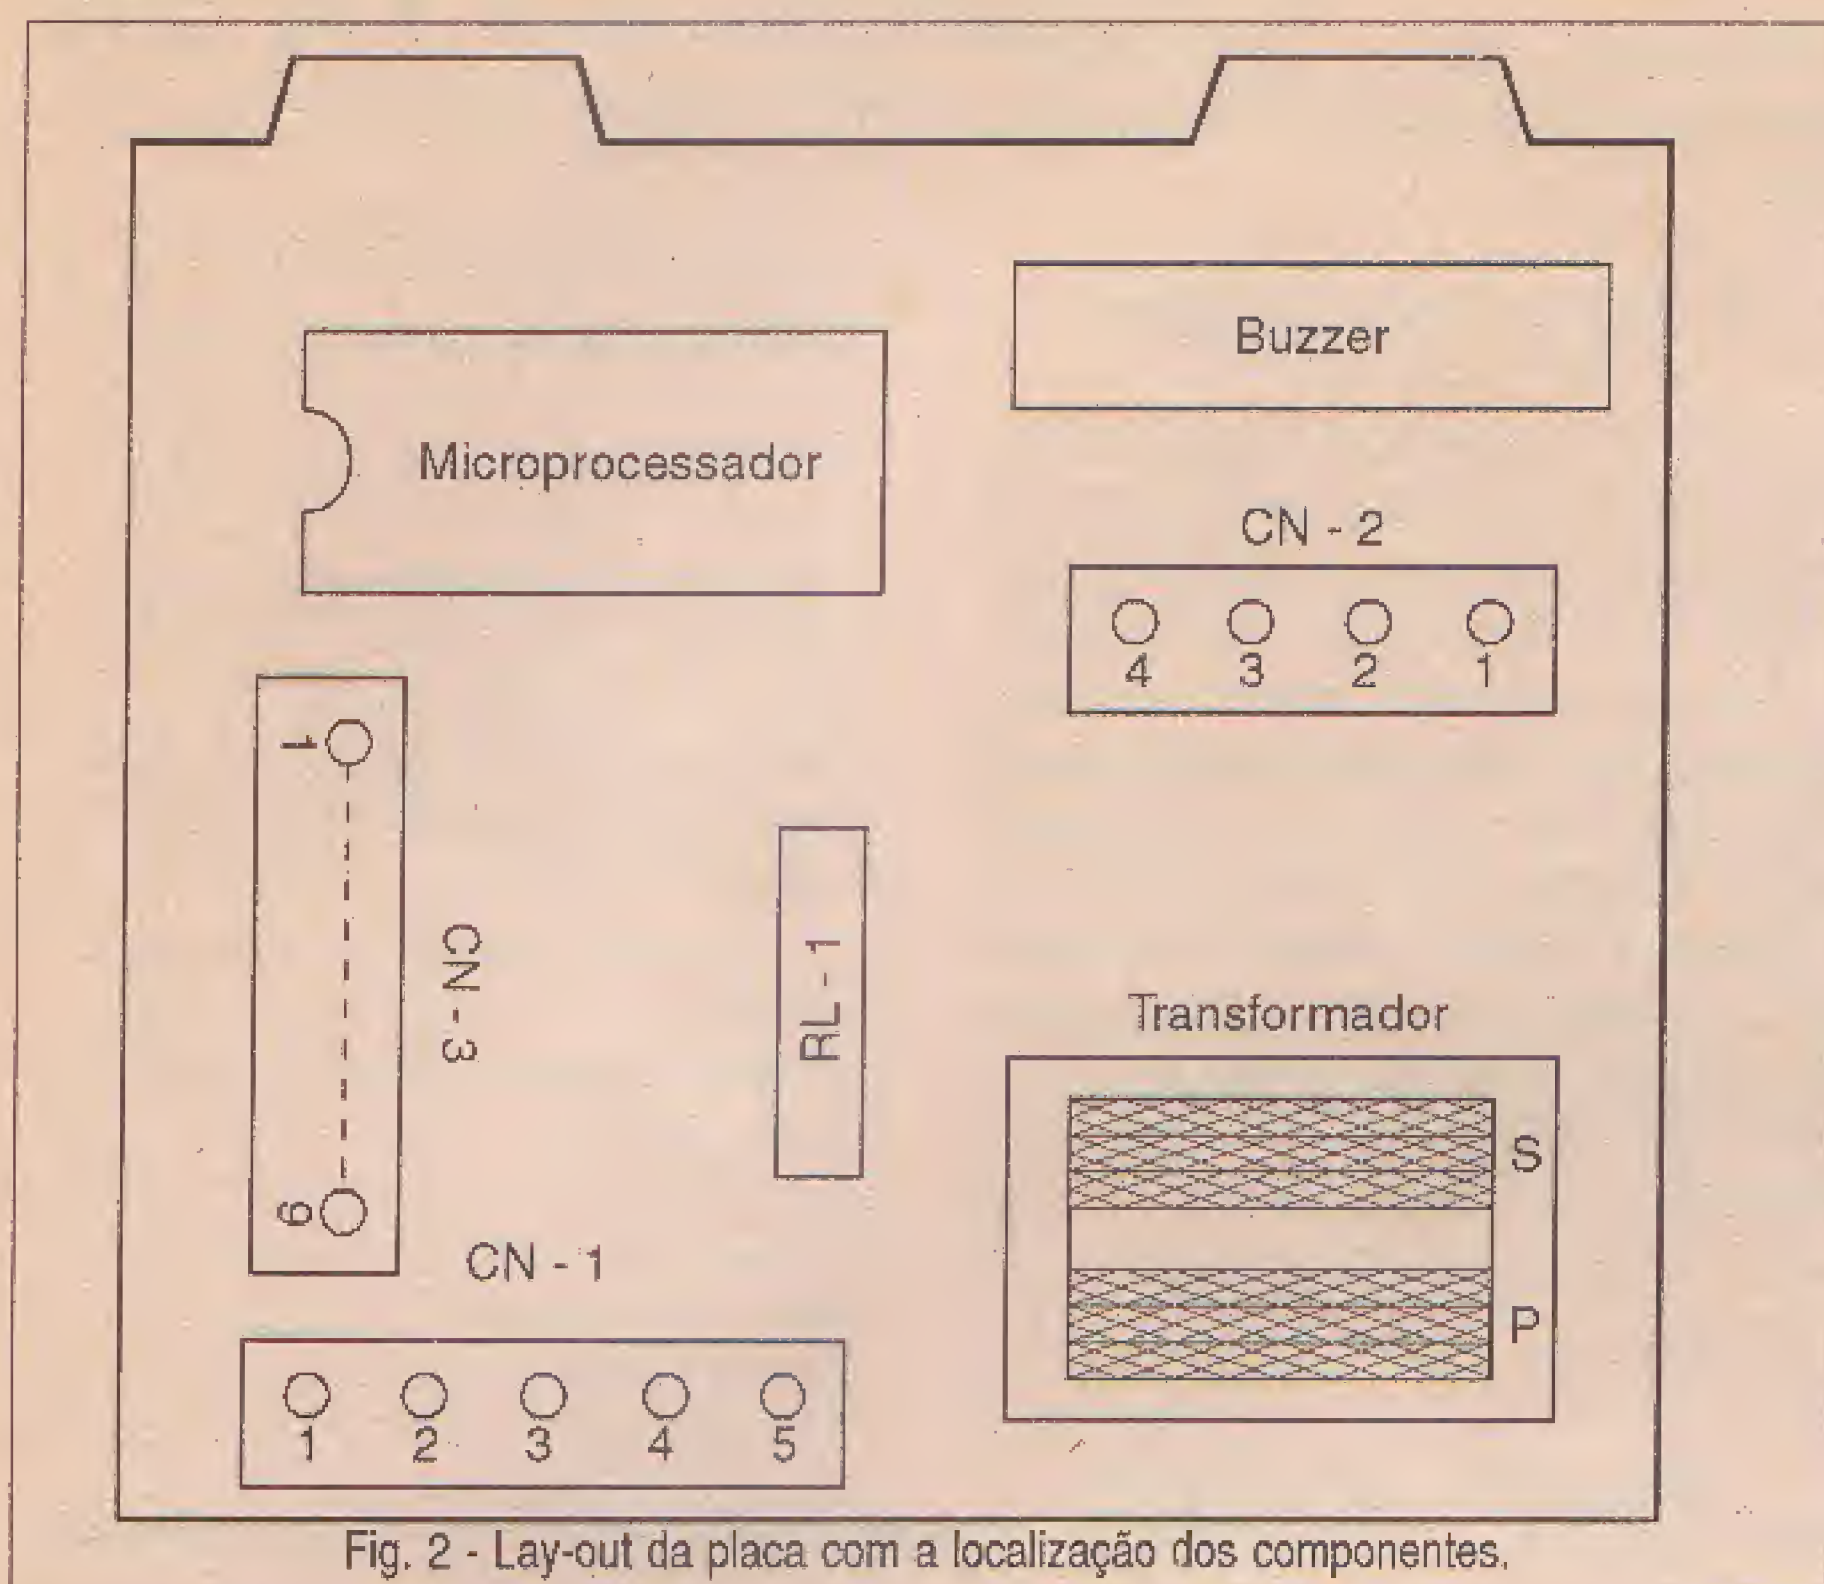 Buzzer
Microprocessador
CN - 2
4 3 2 1
1
CN - 3
9
RL - 1
Transformador
S
P
CN - 1
1 2 3 4 5
Fig. 2 - Lay-out da placa com a localização dos componentes.